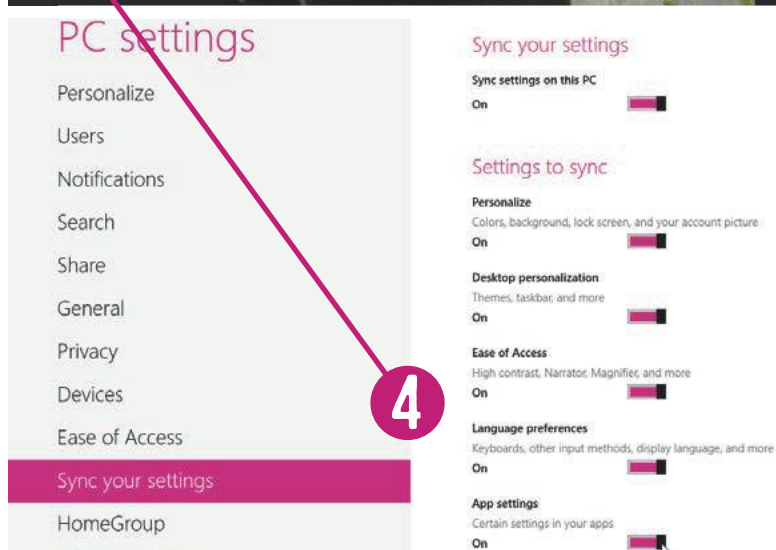 PC settings
Personalize
Users
Notifications
Search
Share
General
Privacy
Devices
Ease of Access
Sync your settings
HomeGroup
4
Sync your settings
Sync settings on this PC
On
Settings to sync
Personalize
Colors, background, lock screen, and your account picture
On
Desktop personalization
Themes, taskbar, and more
On
Ease of Access
High contrast, Narrator, Magnifier, and more
On
Language preferences
Keyboards, other input methods, display language, and more
On
App settings
Certain settings in your apps
On